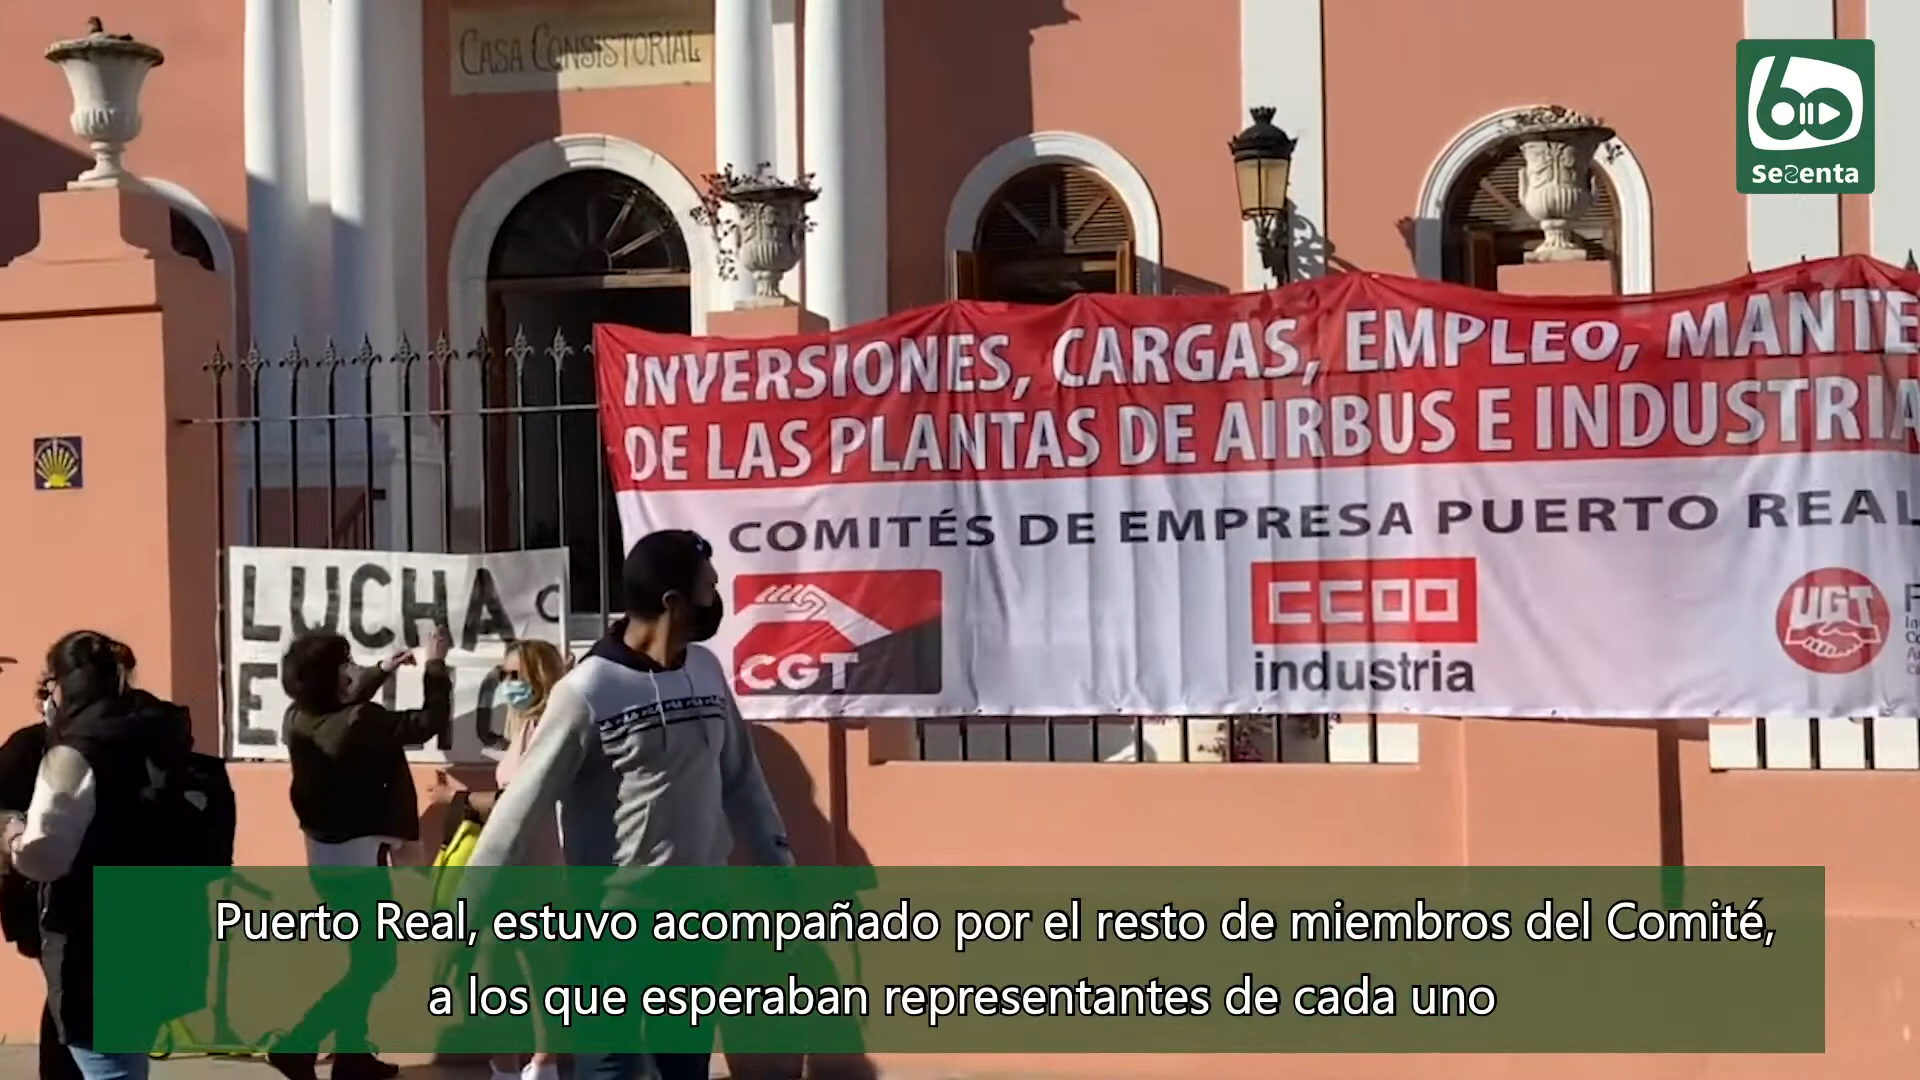 CASA CONSISTORIAL
SeSenta
INVERSIONES, CARGAS, EMPLEO, MANTE
DE LAS PLANTAS DE AIRBUS E INDUSTRIA
COMITÉS DE EMPRESA PUERTO REAL
CGT
CCOO
industria
UGT
LUCHA
Puerto Real, estuvo acompañado por el resto de miembros del Comité,
a los que esperaban representantes de cada uno